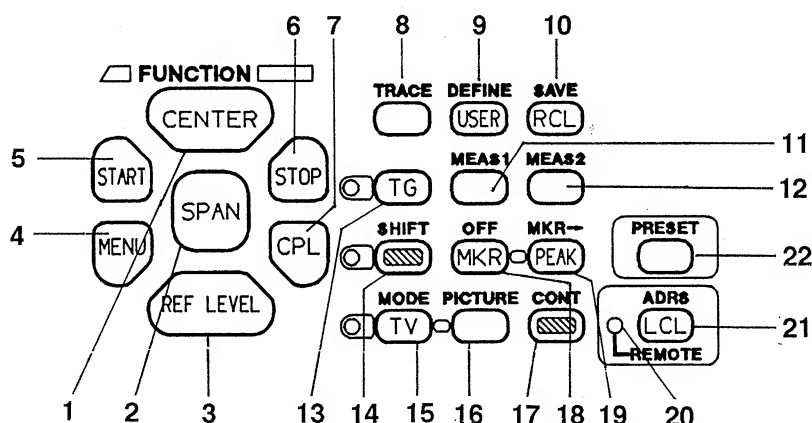 6 7 8 9 10
FUNCTION
TRACE DEFINE SAVE
CENTER
USER RCL
11
5
START
STOP
MEAS1 MEAS2
12
TG
SPAN
4
MENU
CPL
SHIFT OFF MKR→
PRESET
MKR PEAK
22
REF LEVEL
MODE PICTURE CONT
ADRS
TV
LCL
21
REMOTE
1 2 3 13 14 15 16 17 18 19 20